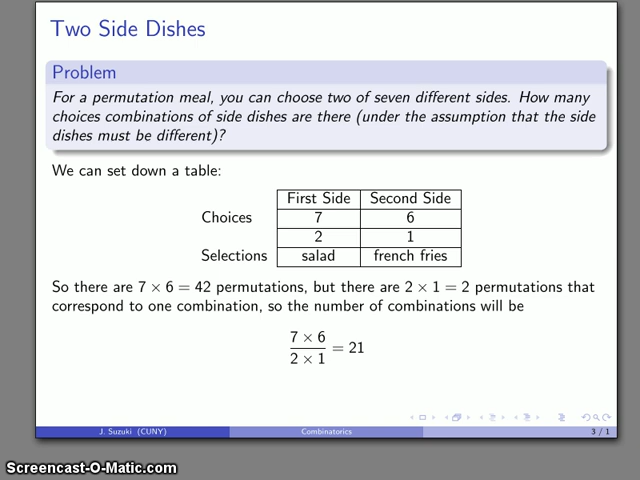 Two Side Dishes
Problem
For a permutation meal, you can choose two of seven different sides. How many
choices combinations of side dishes are there (under the assumption that the side
dishes must be different)?
We can set down a table:
First Side Second Side
Choices 7 6
2 1
Selections salad french fries
So there are 7 × 6 = 42 permutations, but there are 2 × 1 = 2 permutations that
correspond to one combination, so the number of combinations will be
7 × 6
2 × 1
= 21
J. Suzuki (CUNY) Combinatorics 3 / 1
Screencast-O-Matic.com